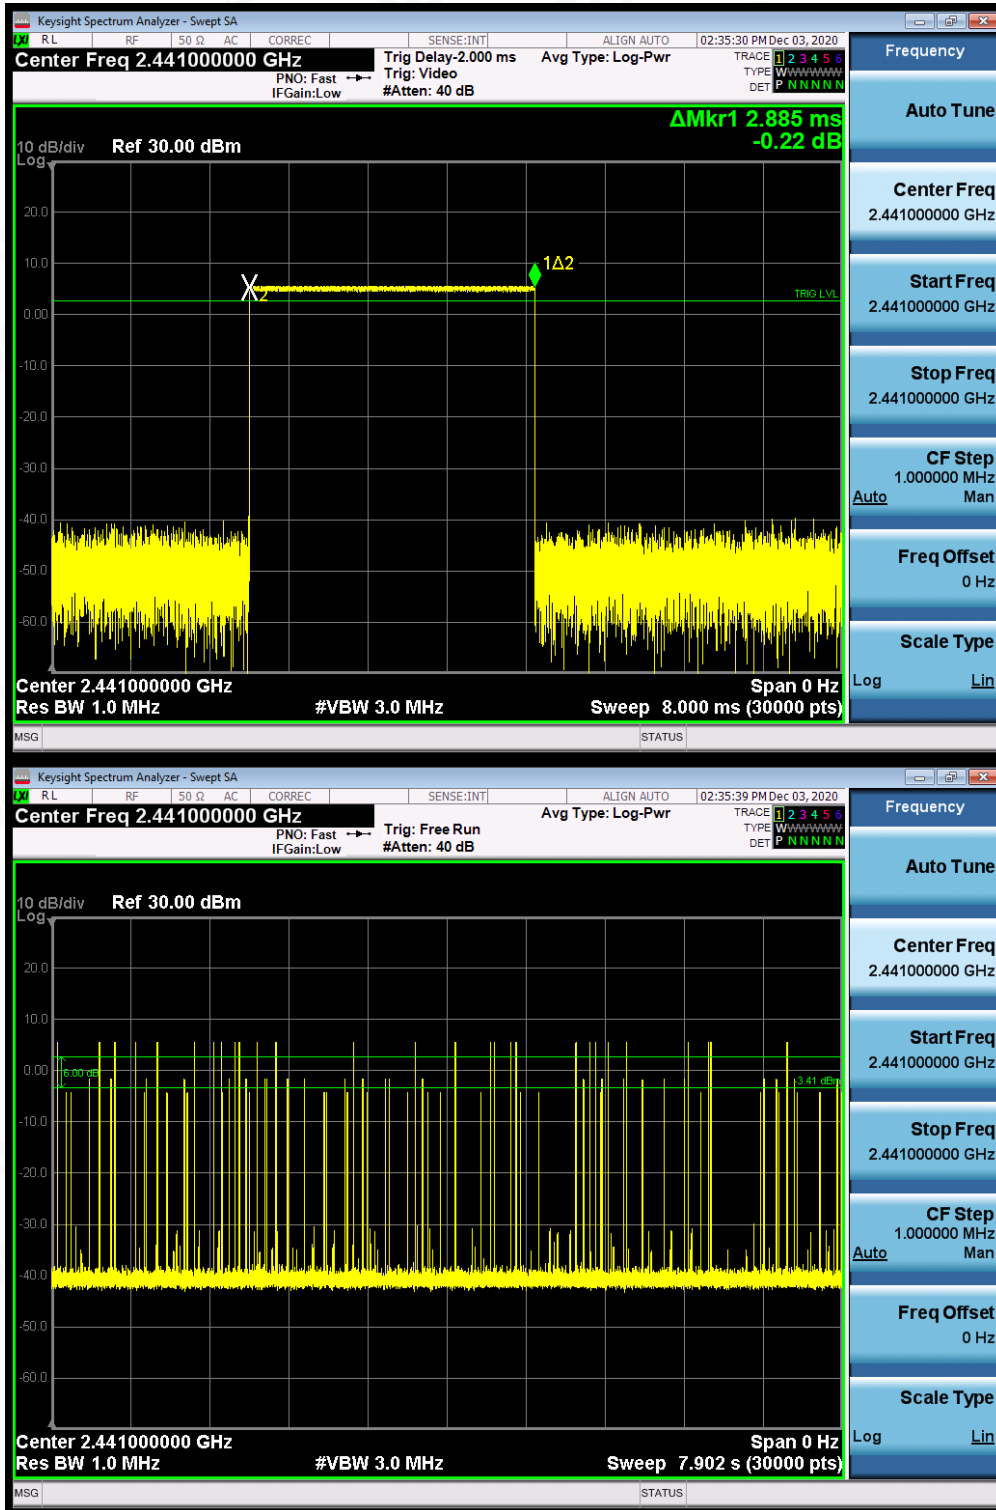 Keysight Spectrum Analyzer - Swept SA
LXI RL RF 50 Ω AC CORREC SENSE:INT ALIGN AUTO 02:35:30 PM Dec 03, 2020
Center Freq 2.441000000 GHz
PNO: Fast
IFGain:Low
Trig Delay-2.000 ms
Trig: Video
#Atten: 40 dB
Avg Type: Log-Pwr
TRACE 1 2 3 4 5 6
TYPE WWWWWW
DET P N N N N N
ΔMkr1 2.885 ms
-0.22 dB
10 dB/div Ref 30.00 dBm
Log
20.0
10.0
0.00
-10.0
-20.0
-30.0
-40.0
-50.0
-60.0
1Δ2
2
TRIG LVL
Center 2.441000000 GHz Span 0 Hz
Res BW 1.0 MHz #VBW 3.0 MHz Sweep 8.000 ms (30000 pts)
MSG STATUS
Frequency
Auto Tune
Center Freq
2.441000000 GHz
Start Freq
2.441000000 GHz
Stop Freq
2.441000000 GHz
CF Step
1.000000 MHz
Auto Man
Freq Offset
0 Hz
Scale Type
Log Lin
Keysight Spectrum Analyzer - Swept SA
LXI RL RF 50 Ω AC CORREC SENSE:INT ALIGN AUTO 02:35:39 PM Dec 03, 2020
Center Freq 2.441000000 GHz
PNO: Fast
IFGain:Low
Trig: Free Run
#Atten: 40 dB
Avg Type: Log-Pwr
TRACE 1 2 3 4 5 6
TYPE WWWWWW
DET P N N N N N
10 dB/div Ref 30.00 dBm
Log
20.0
10.0
0.00
-10.0
-20.0
-30.0
-40.0
-50.0
-60.0
6.00 dB
-3.41 dBm
Center 2.441000000 GHz Span 0 Hz
Res BW 1.0 MHz #VBW 3.0 MHz Sweep 7.902 s (30000 pts)
MSG STATUS
Frequency
Auto Tune
Center Freq
2.441000000 GHz
Start Freq
2.441000000 GHz
Stop Freq
2.441000000 GHz
CF Step
1.000000 MHz
Auto Man
Freq Offset
0 Hz
Scale Type
Log Lin